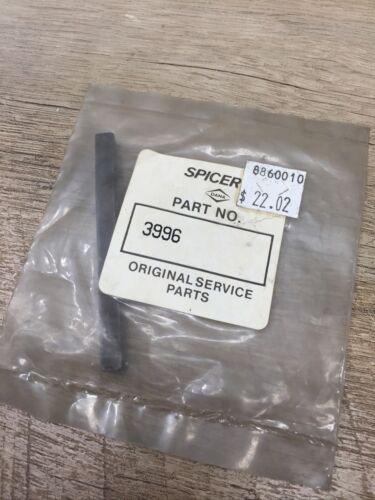 SPICER
DANA
8860010
$ 22.02
PART NO.
3996
ORIGINAL SERVICE
PARTS